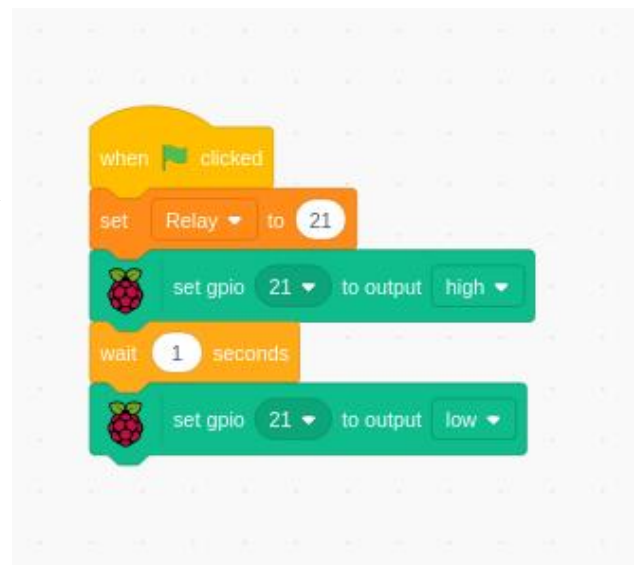 when clicked
set Relay to 21
set gpio 21 to output high
wait 1 seconds
set gpio 21 to output low